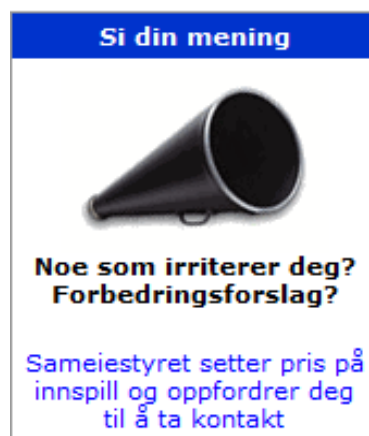 Si din mening
Noe som irriterer deg?
Forbedringsforslag?
Sameiestyret setter pris på
innspill og oppfordrer deg
til å ta kontakt